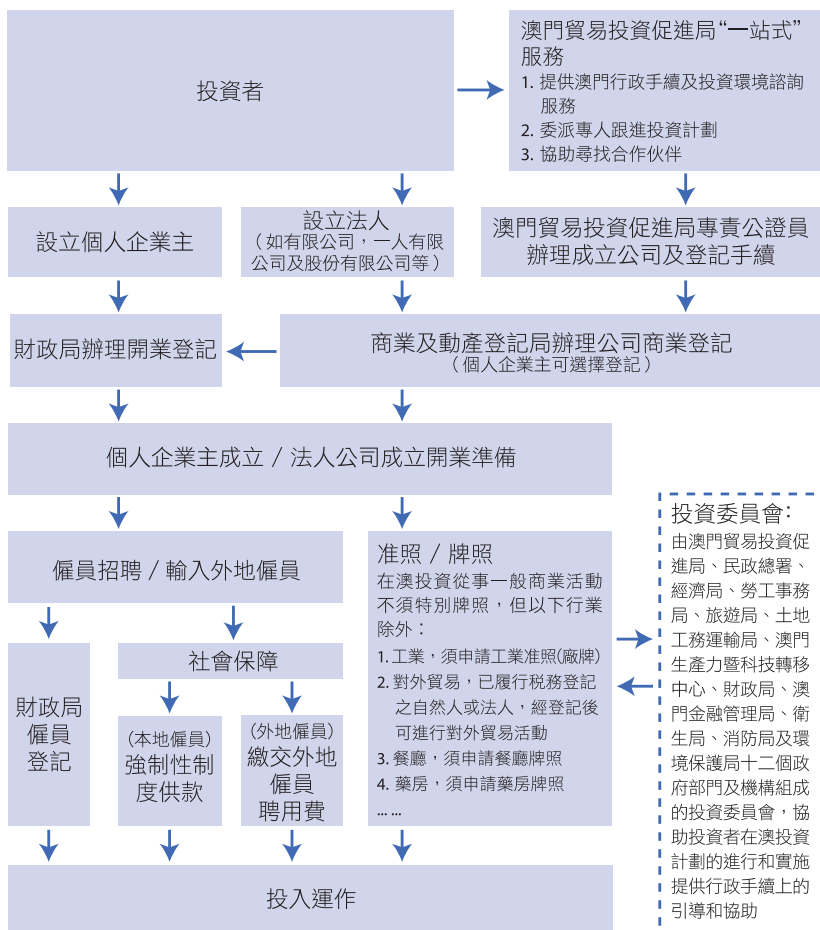 投資者
澳門貿易投資促進局“一站式”
服務
1. 提供澳門行政手續及投資環境諮詢
服務
2. 委派專人跟進投資計劃
3. 協助尋找合作伙伴
設立個人企業主
設立法人
（如有限公司，一人有限
公司及股份有限公司等）
澳門貿易投資促進局專責公證員
辦理成立公司及登記手續
財政局辦理開業登記
商業及動產登記局辦理公司商業登記
（個人企業主可選擇登記）
個人企業主成立 / 法人公司成立開業準備
僱員招聘 / 輸入外地僱員
財政局
僱員
登記
社會保障
（本地僱員）
強制性制
度供款
（外地僱員）
繳交外地
僱員
聘用費
准照 / 牌照
在澳投資從事一般商業活動
不須特別牌照，但以下行業
除外：
1. 工業，須申請工業准照(廠牌)
2. 對外貿易，已履行税務登記
之自然人或法人，經登記後
可進行對外貿易活動
3. 餐廳，須申請餐廳牌照
4. 藥房，須申請藥房牌照
... ...
投資委員會：
由澳門貿易投資促
進局、民政總署、
經濟局、勞工事務
局、旅遊局、土地
工務運輸局、澳門
生產力暨科技轉移
中心、財政局、澳
門金融管理局、衛
生局、消防局及環
境保護局十二個政
府部門及機構組成
的投資委員會，協
助投資者在澳投資
計劃的進行和實施
提供行政手續上的
引導和協助
投入運作